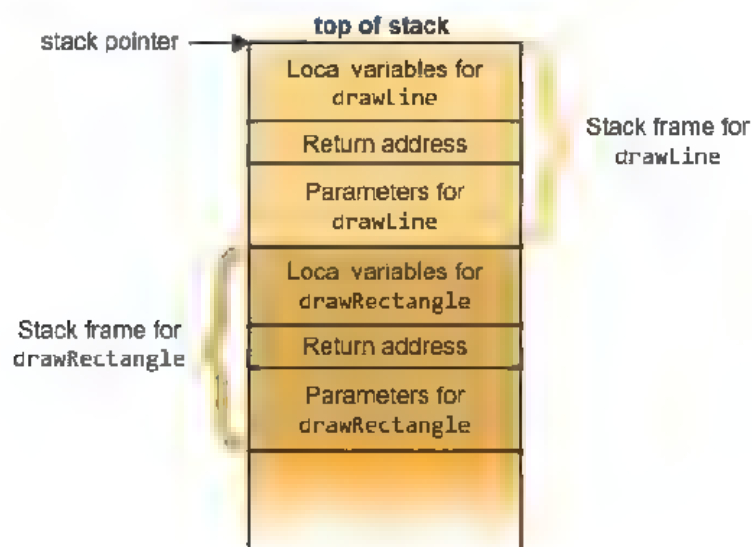 top of stack
stack pointer
Loca variables for
drawLine
Return address
Parameters for
drawLine
Stack frame for
drawLine
Loca variables for
drawRectangle
Return address
Parameters for
drawRectangle
Stack frame for
drawRectangle